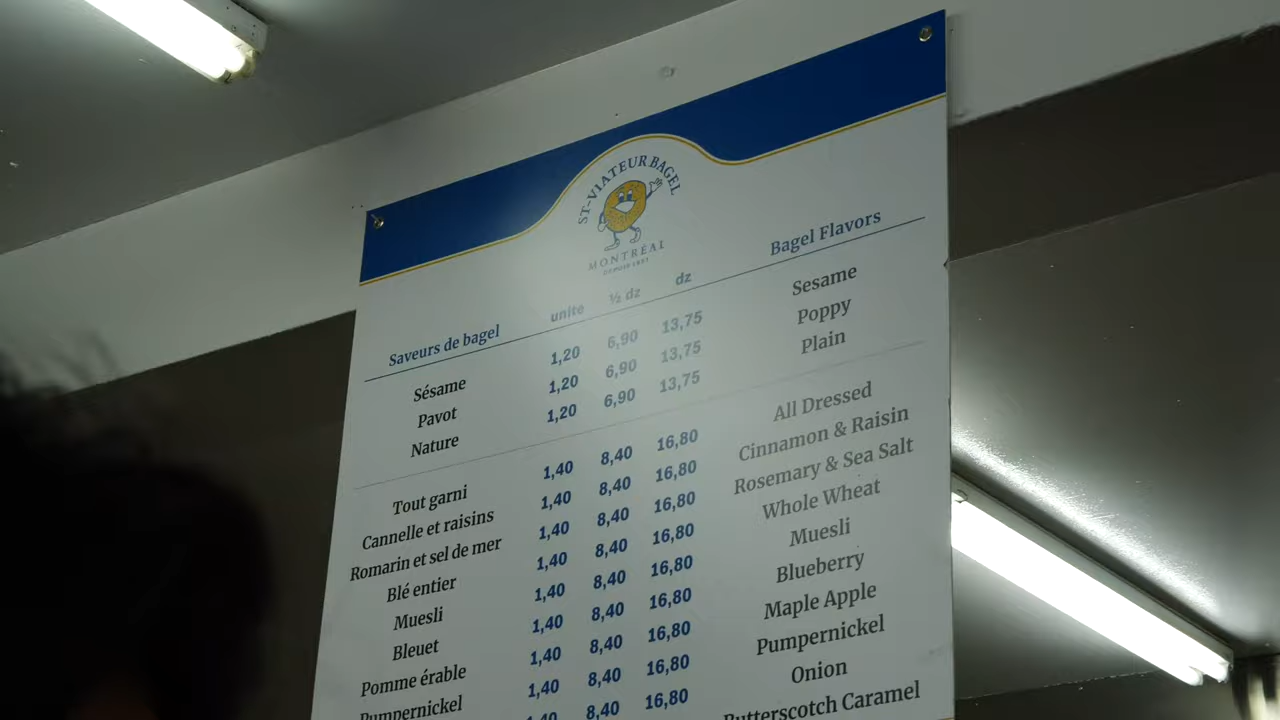 ST-VIATEUR BAGEL
MONTRÉAL
DEPUIS 1957
Saveurs de bagel unite ½ dz dz Bagel Flavors
Sésame 1,20 6,90 13,75 Sesame
Pavot 1,20 6,90 13,75 Poppy
Nature 1,20 6,90 13,75 Plain
Tout garni 1,40 8,40 16,80 All Dressed
Cannelle et raisins 1,40 8,40 16,80 Cinnamon & Raisin
Romarin et sel de mer 1,40 8,40 16,80 Rosemary & Sea Salt
Blé entier 1,40 8,40 16,80 Whole Wheat
Muesli 1,40 8,40 16,80 Muesli
Bleuet 1,40 8,40 16,80 Blueberry
Pomme érable 1,40 8,40 16,80 Maple Apple
Pumpernickel 1,40 8,40 16,80 Pumpernickel
1,40 8,40 16,80 Onion
Butterscotch Caramel